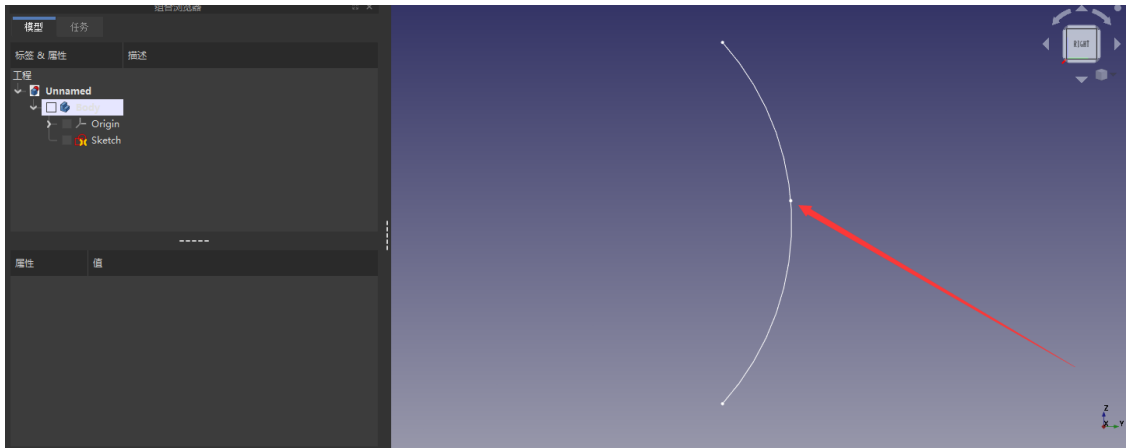 组合浏览器
模型 任务
标签 & 属性 描述
工程
Unnamed
Body
Origin
Sketch
属性 值
RIGHT
Z
X Y